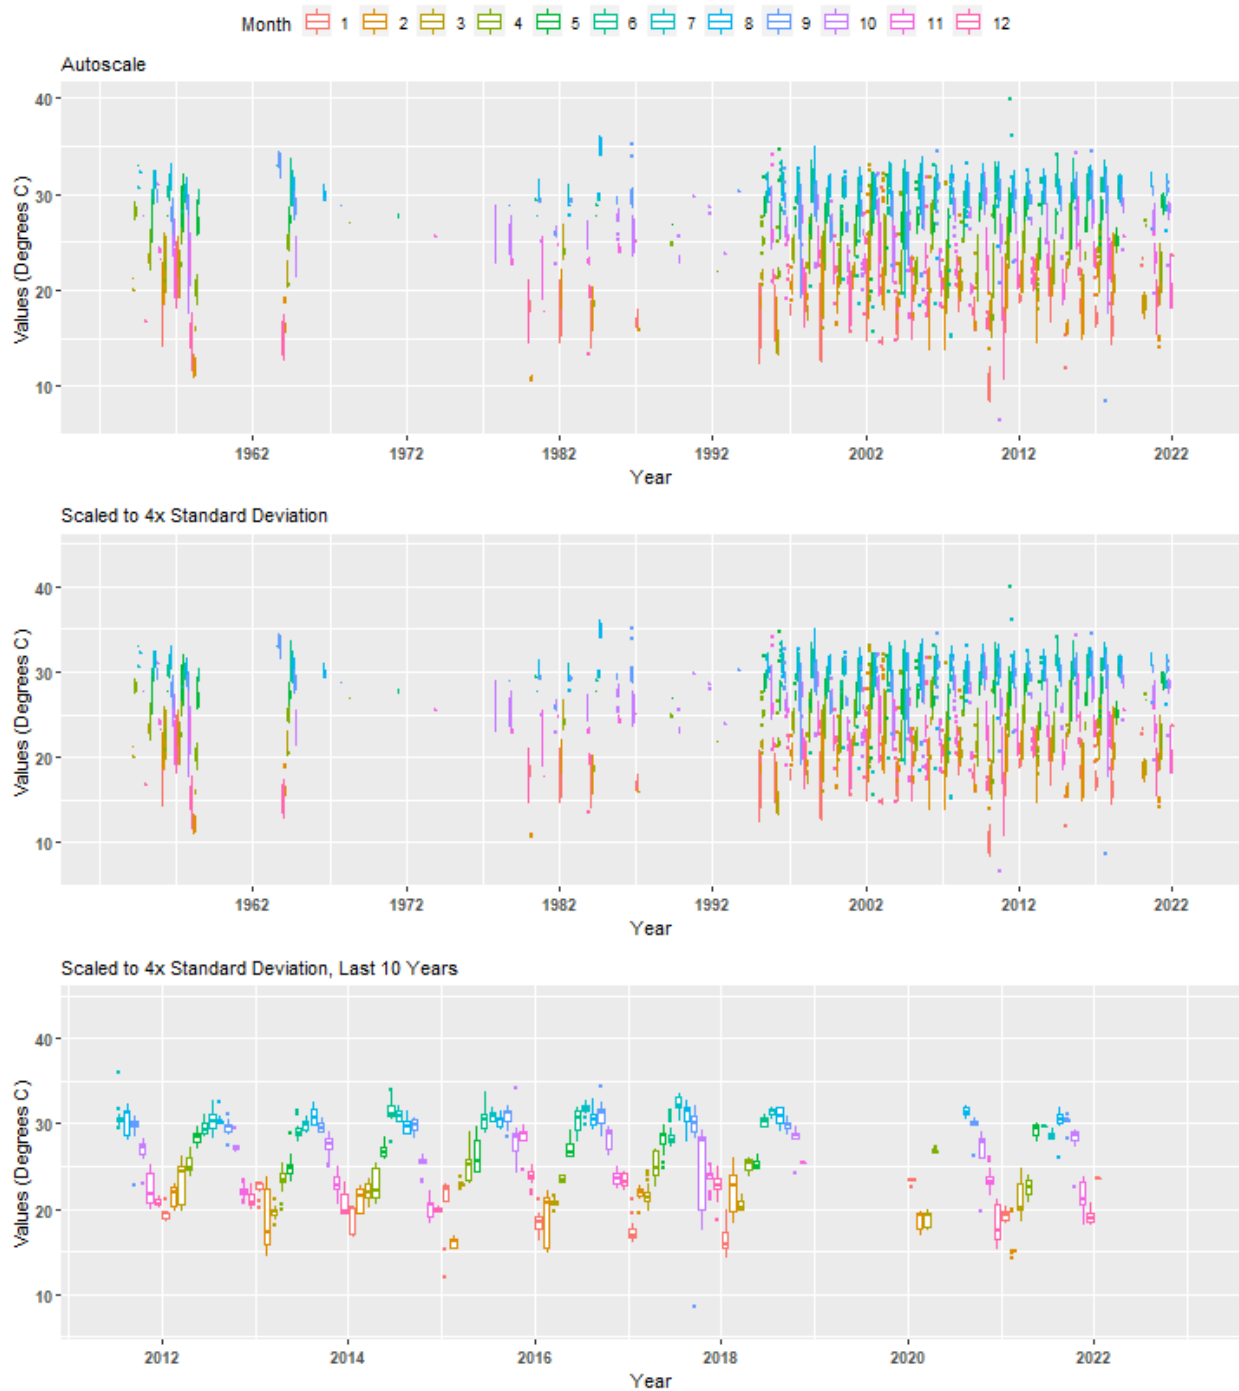 Month 1 2 3 4 5 6 7 8 9 10 11 12
Autoscale
Values (Degrees C)
40
30
20
10
1962 1972 1982 1992 2002 2012 2022
Year
Scaled to 4x Standard Deviation
Values (Degrees C)
40
30
20
10
1962 1972 1982 1992 2002 2012 2022
Year
Scaled to 4x Standard Deviation, Last 10 Years
Values (Degrees C)
40
30
20
10
2012 2014 2016 2018 2020 2022
Year